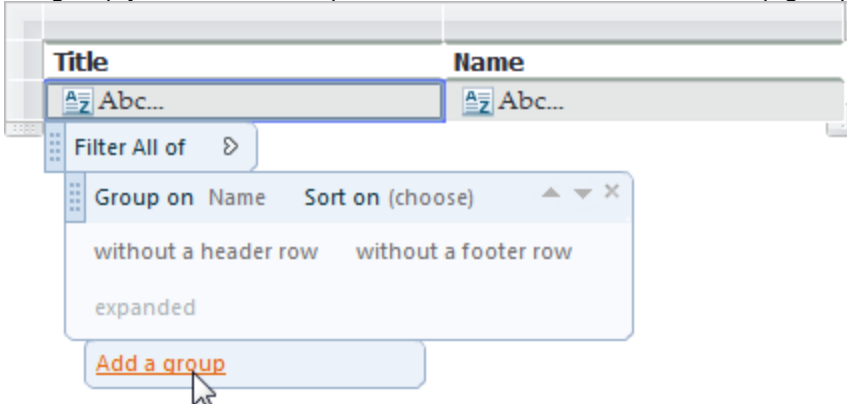 Title Name
Abc... Abc...
Filter All of
Group on Name Sort on (choose)
without a header row without a footer row
expanded
Add a group